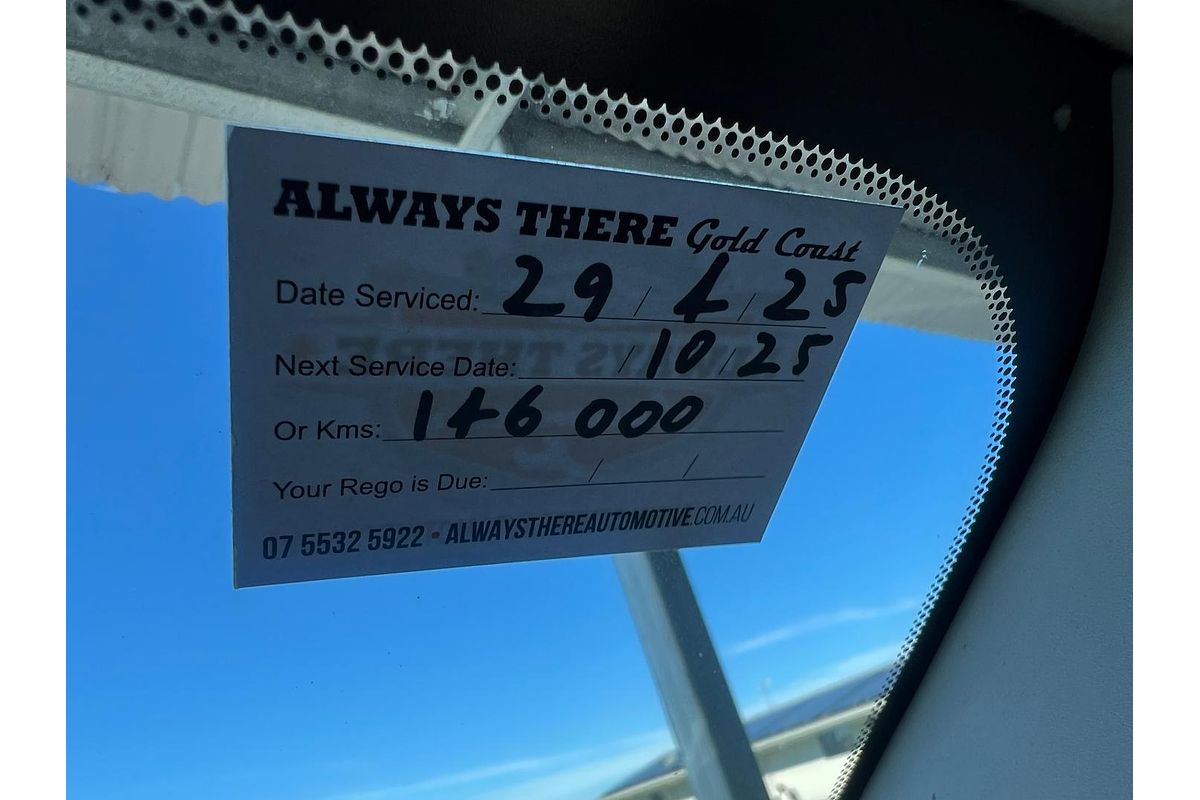 ALWAYS THERE Gold Coast
Date Serviced: 29 / 4 / 25
Next Service Date: / 10 / 25
Or Kms: 146 000
Your Rego is Due: / /
07 5532 5922 • ALWAYSTHEREAUTOMOTIVE.COM.AU